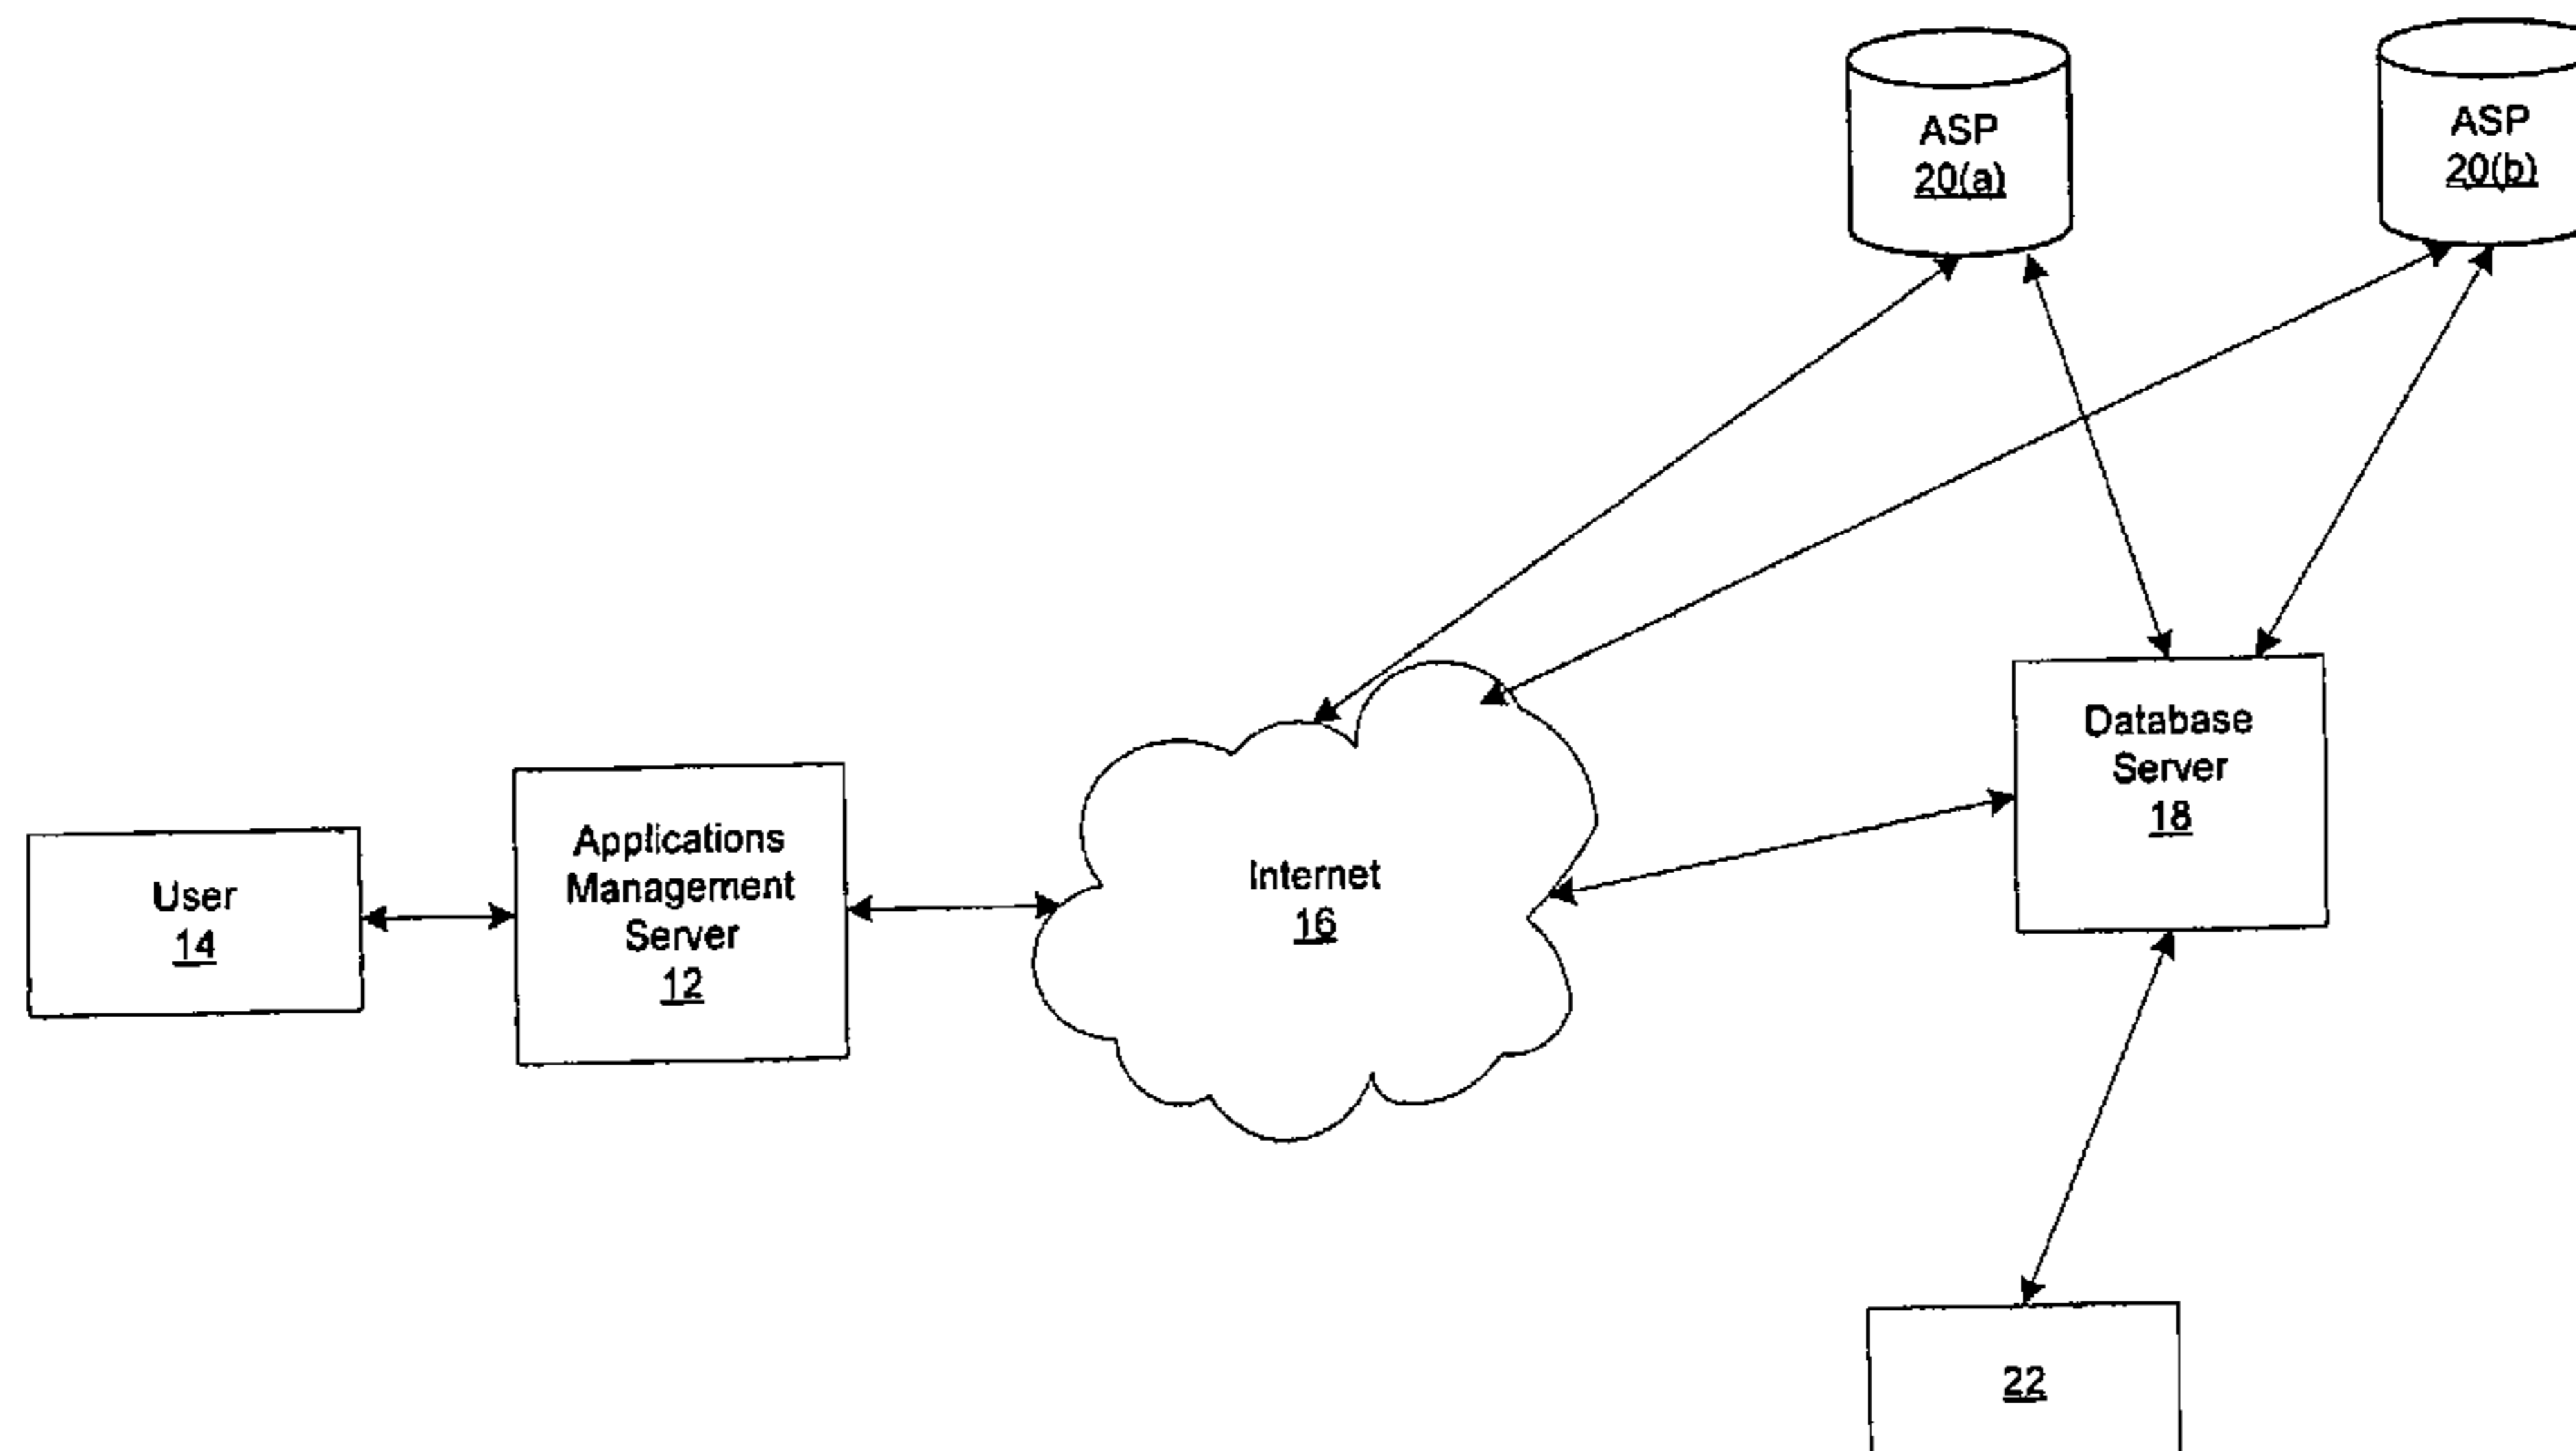 ASP
20(a)
ASP
20(b)
Database
Server
18
Applications
Management
Server
12
User
14
Internet
16
22